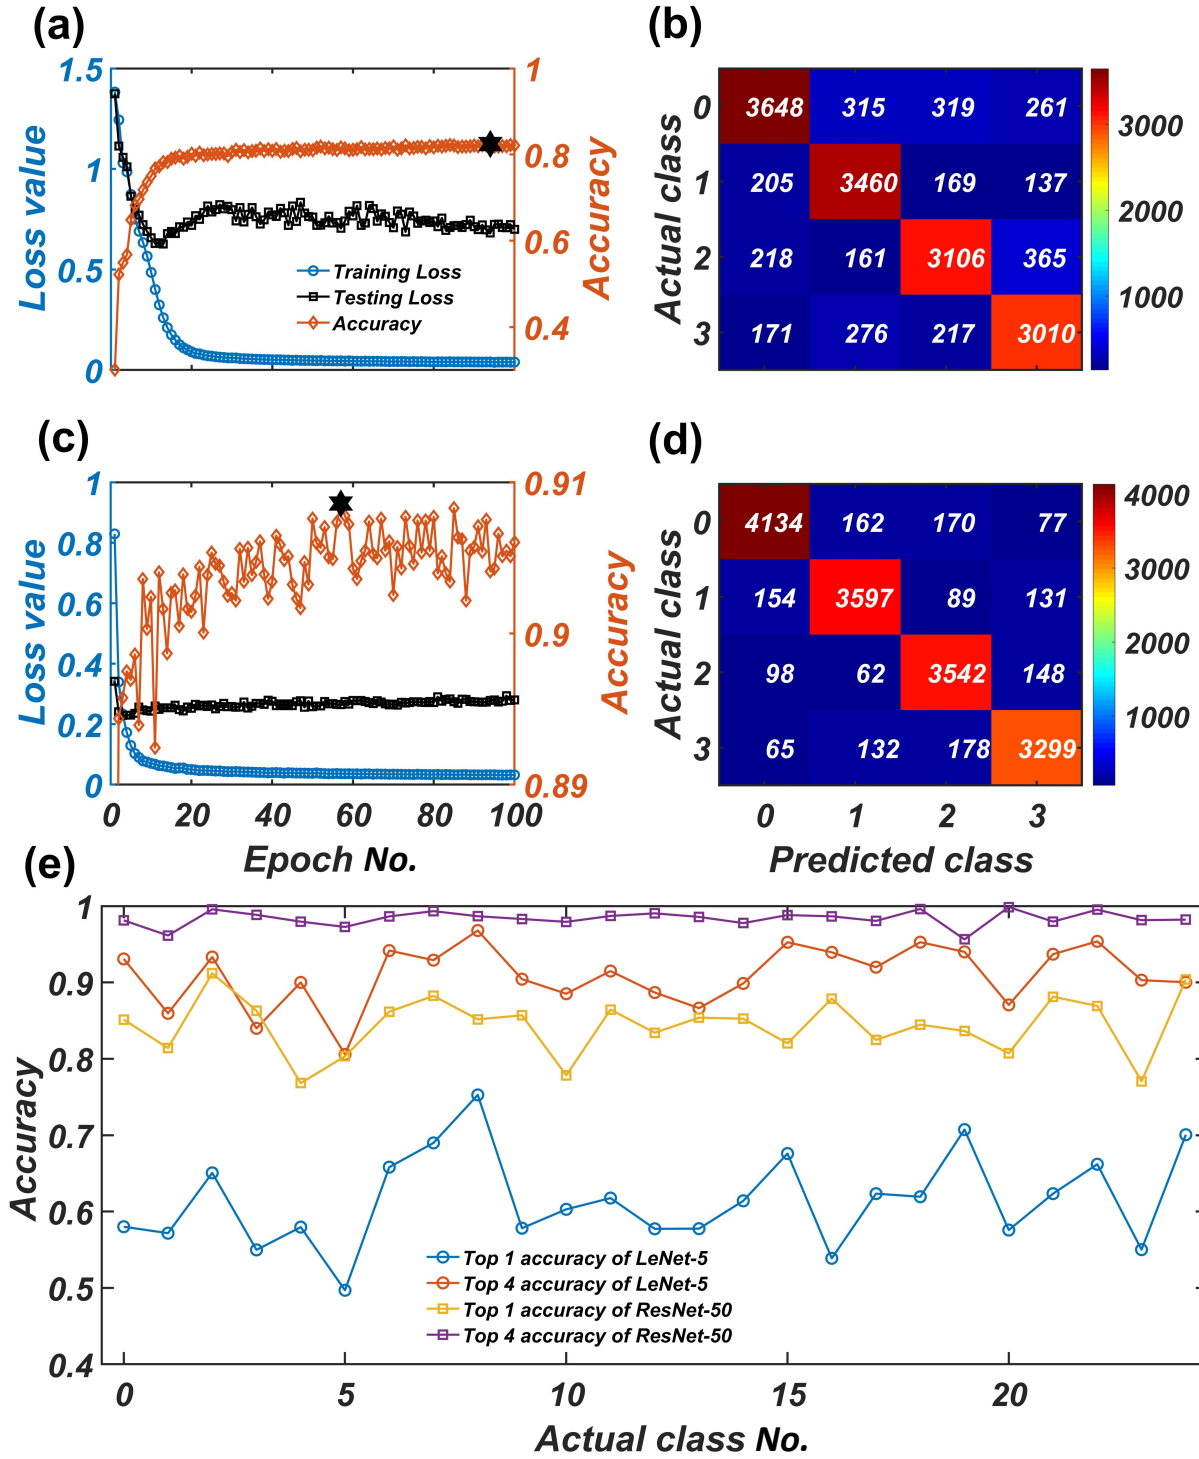 (a)
(b)
1.5
1
0.5
0
Loss value
1
0.8
0.6
0.4
Accuracy
Training Loss
Testing Loss
Accuracy
Actual class
0
1
2
3
3648 315 319 261
205 3460 169 137
218 161 3106 365
171 276 217 3010
3000
2000
1000
(c)
(d)
1
0.8
0.6
0.4
0.2
0
Loss value
0.91
0.9
0.89
Accuracy
0 20 40 60 80 100
Epoch No.
Actual class
0
1
2
3
4134 162 170 77
154 3597 89 131
98 62 3542 148
65 132 178 3299
4000
3000
2000
1000
0 1 2 3
Predicted class
(e)
1
0.9
0.8
0.7
0.6
0.5
0.4
Accuracy
Top 1 accuracy of LeNet-5
Top 4 accuracy of LeNet-5
Top 1 accuracy of ResNet-50
Top 4 accuracy of ResNet-50
0 5 10 15 20
Actual class No.